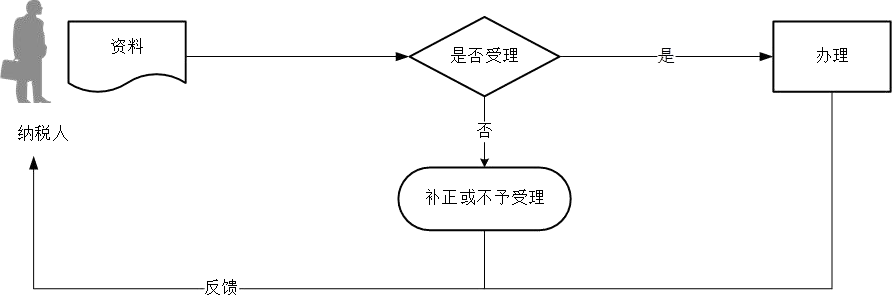 资料
是否受理
是
办理
纳税人
否
补正或不予受理
反馈